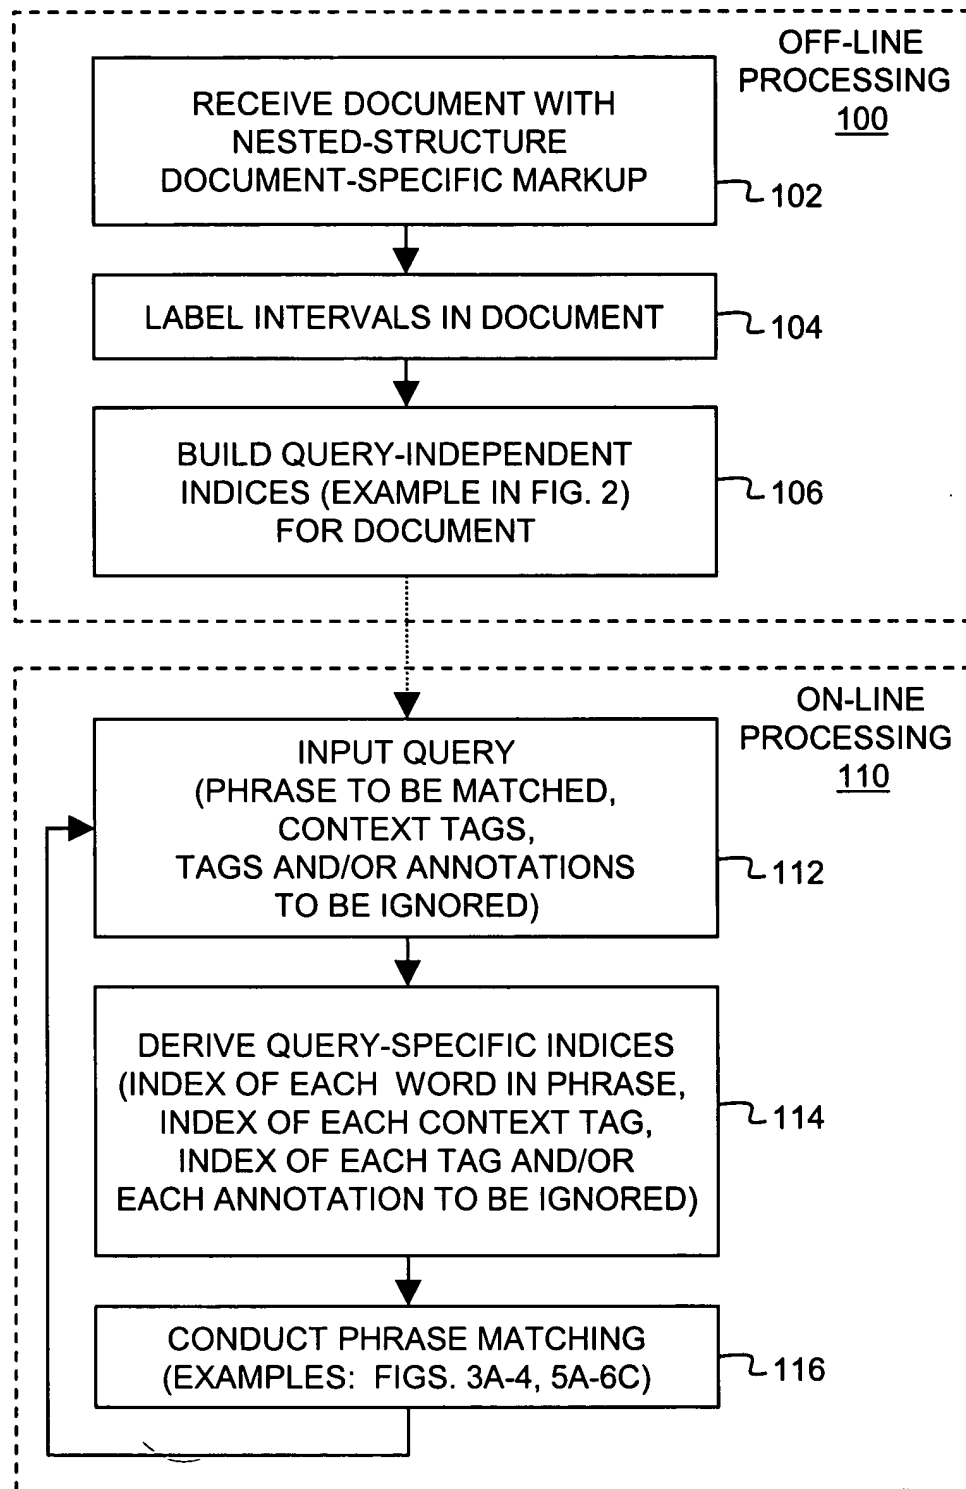 OFF-LINE
PROCESSING
100
RECEIVE DOCUMENT WITH
NESTED-STRUCTURE
DOCUMENT-SPECIFIC MARKUP
102
LABEL INTERVALS IN DOCUMENT
104
BUILD QUERY-INDEPENDENT
INDICES (EXAMPLE IN FIG. 2)
FOR DOCUMENT
106
ON-LINE
PROCESSING
110
INPUT QUERY
(PHRASE TO BE MATCHED,
CONTEXT TAGS,
TAGS AND/OR ANNOTATIONS
TO BE IGNORED)
112
DERIVE QUERY-SPECIFIC INDICES
(INDEX OF EACH WORD IN PHRASE,
INDEX OF EACH CONTEXT TAG,
INDEX OF EACH TAG AND/OR
EACH ANNOTATION TO BE IGNORED)
114
CONDUCT PHRASE MATCHING
(EXAMPLES: FIGS. 3A-4, 5A-6C)
116